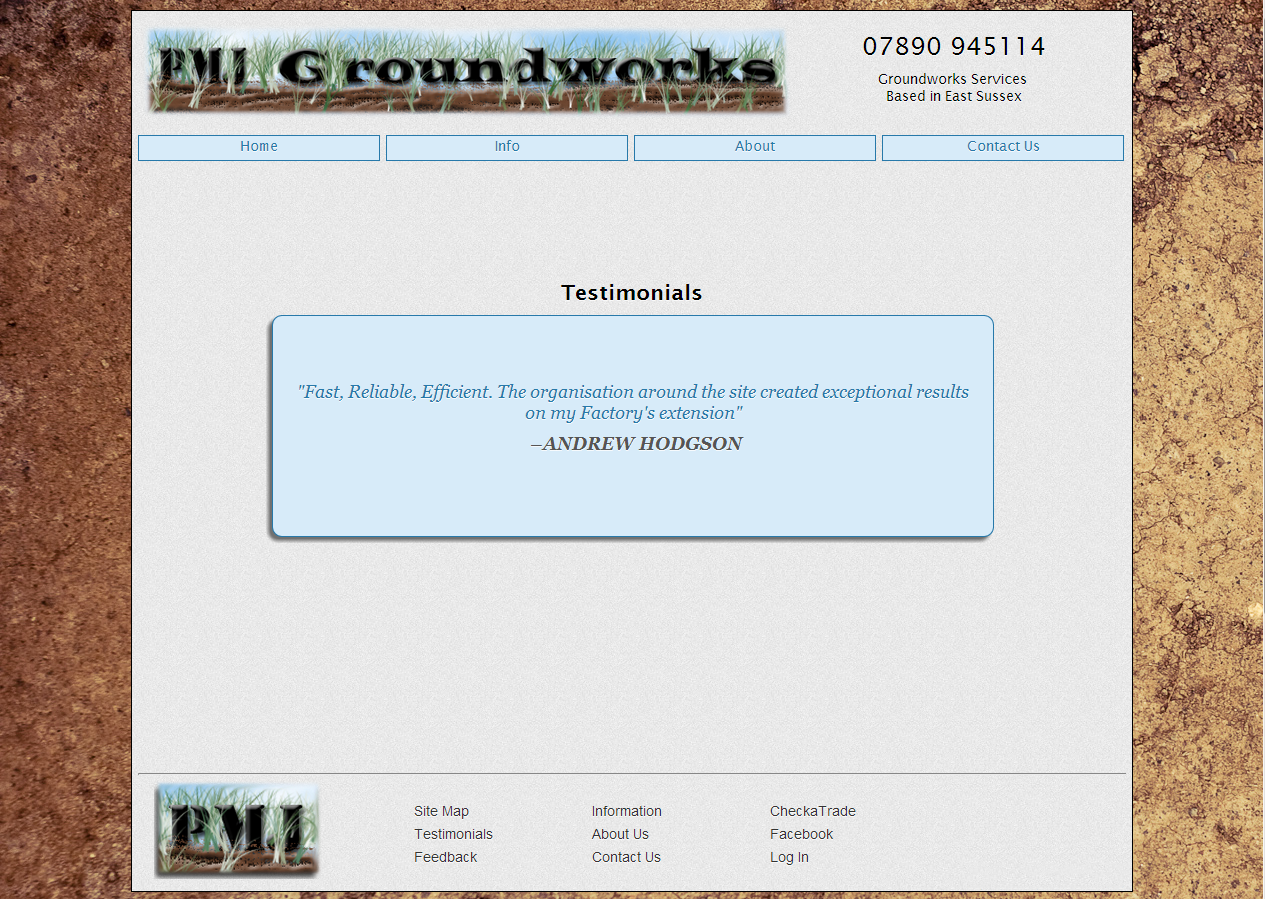 PMJ Groundworks
07890 945114
Groundworks Services
Based in East Sussex
Home
Info
About
Contact Us
Testimonials
"Fast, Reliable, Efficient. The organisation around the site created exceptional results
on my Factory's extension"
–ANDREW HODGSON
PMJ
Site Map
Information
CheckaTrade
Testimonials
About Us
Facebook
Feedback
Contact Us
Log In